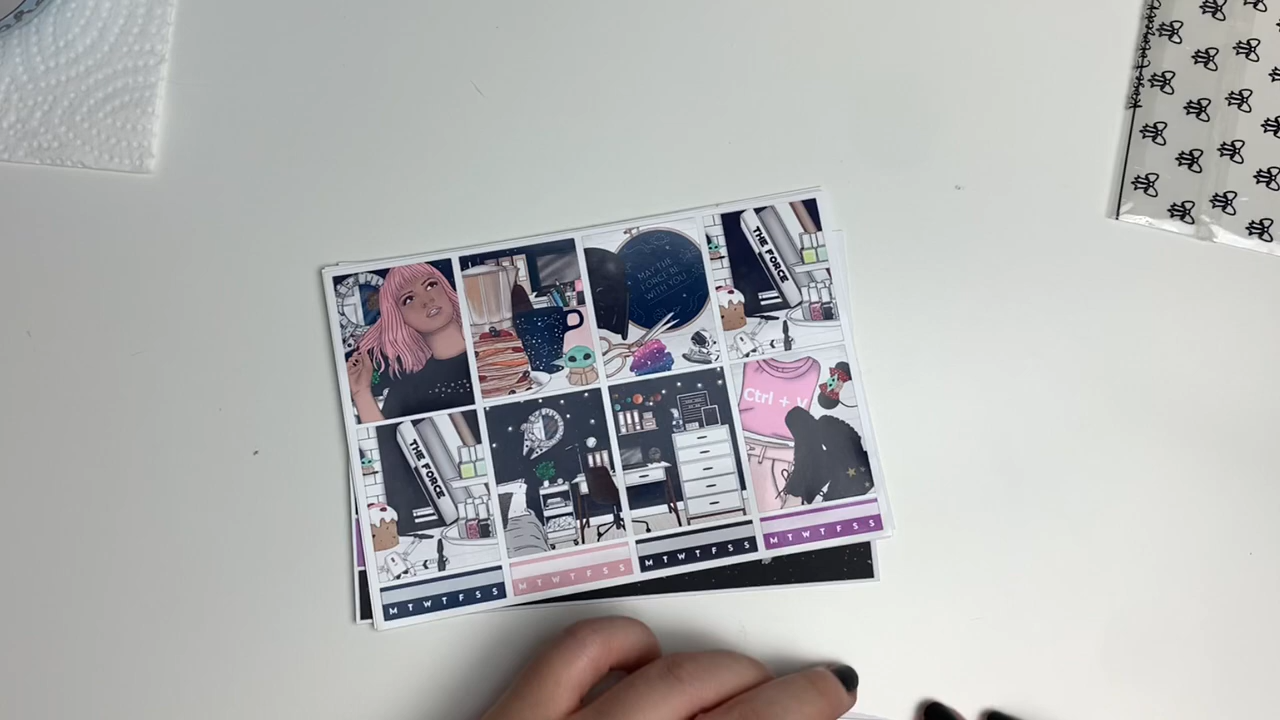 MAY THE
FORCE BE
WITH YOU
THE FORCE
THE FORCE
Ctrl + V
M T W T F S S
M T W T F S S
M T W T F S S
M T W T F S S